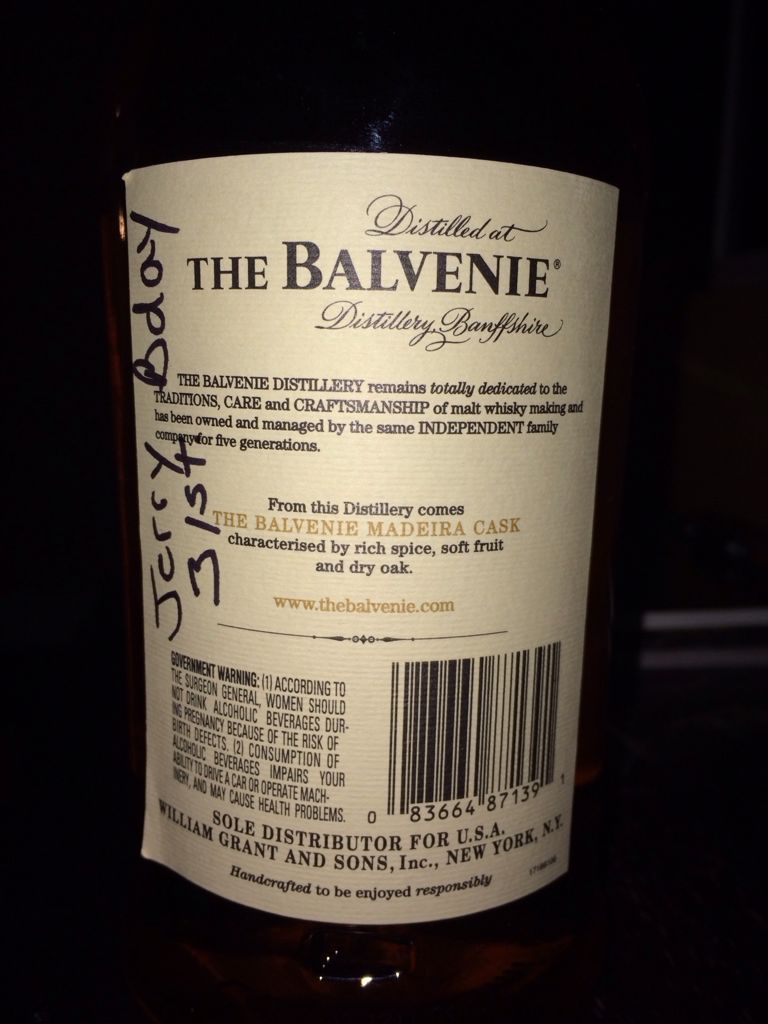 Distilled at
THE BALVENIE®
Distillery, Banffshire
THE BALVENIE DISTILLERY remains totally dedicated to the
TRADITIONS, CARE and CRAFTSMANSHIP of malt whisky making and
has been owned and managed by the same INDEPENDENT family
company for five generations.
From this Distillery comes
THE BALVENIE MADEIRA CASK
characterised by rich spice, soft fruit
and dry oak.
www.thebalvenie.com
GOVERNMENT WARNING: (1) ACCORDING TO
THE SURGEON GENERAL, WOMEN SHOULD
NOT DRINK ALCOHOLIC BEVERAGES DUR-
ING PREGNANCY BECAUSE OF THE RISK OF
BIRTH DEFECTS. (2) CONSUMPTION OF
ALCOHOLIC BEVERAGES IMPAIRS YOUR
ABILITY TO DRIVE A CAR OR OPERATE MACH-
INERY, AND MAY CAUSE HEALTH PROBLEMS.
0 83664 87139 1
SOLE DISTRIBUTOR FOR U.S.A.
WILLIAM GRANT AND SONS, Inc., NEW YORK, N.Y.
Handcrafted to be enjoyed responsibly
Jerry Bday
31st